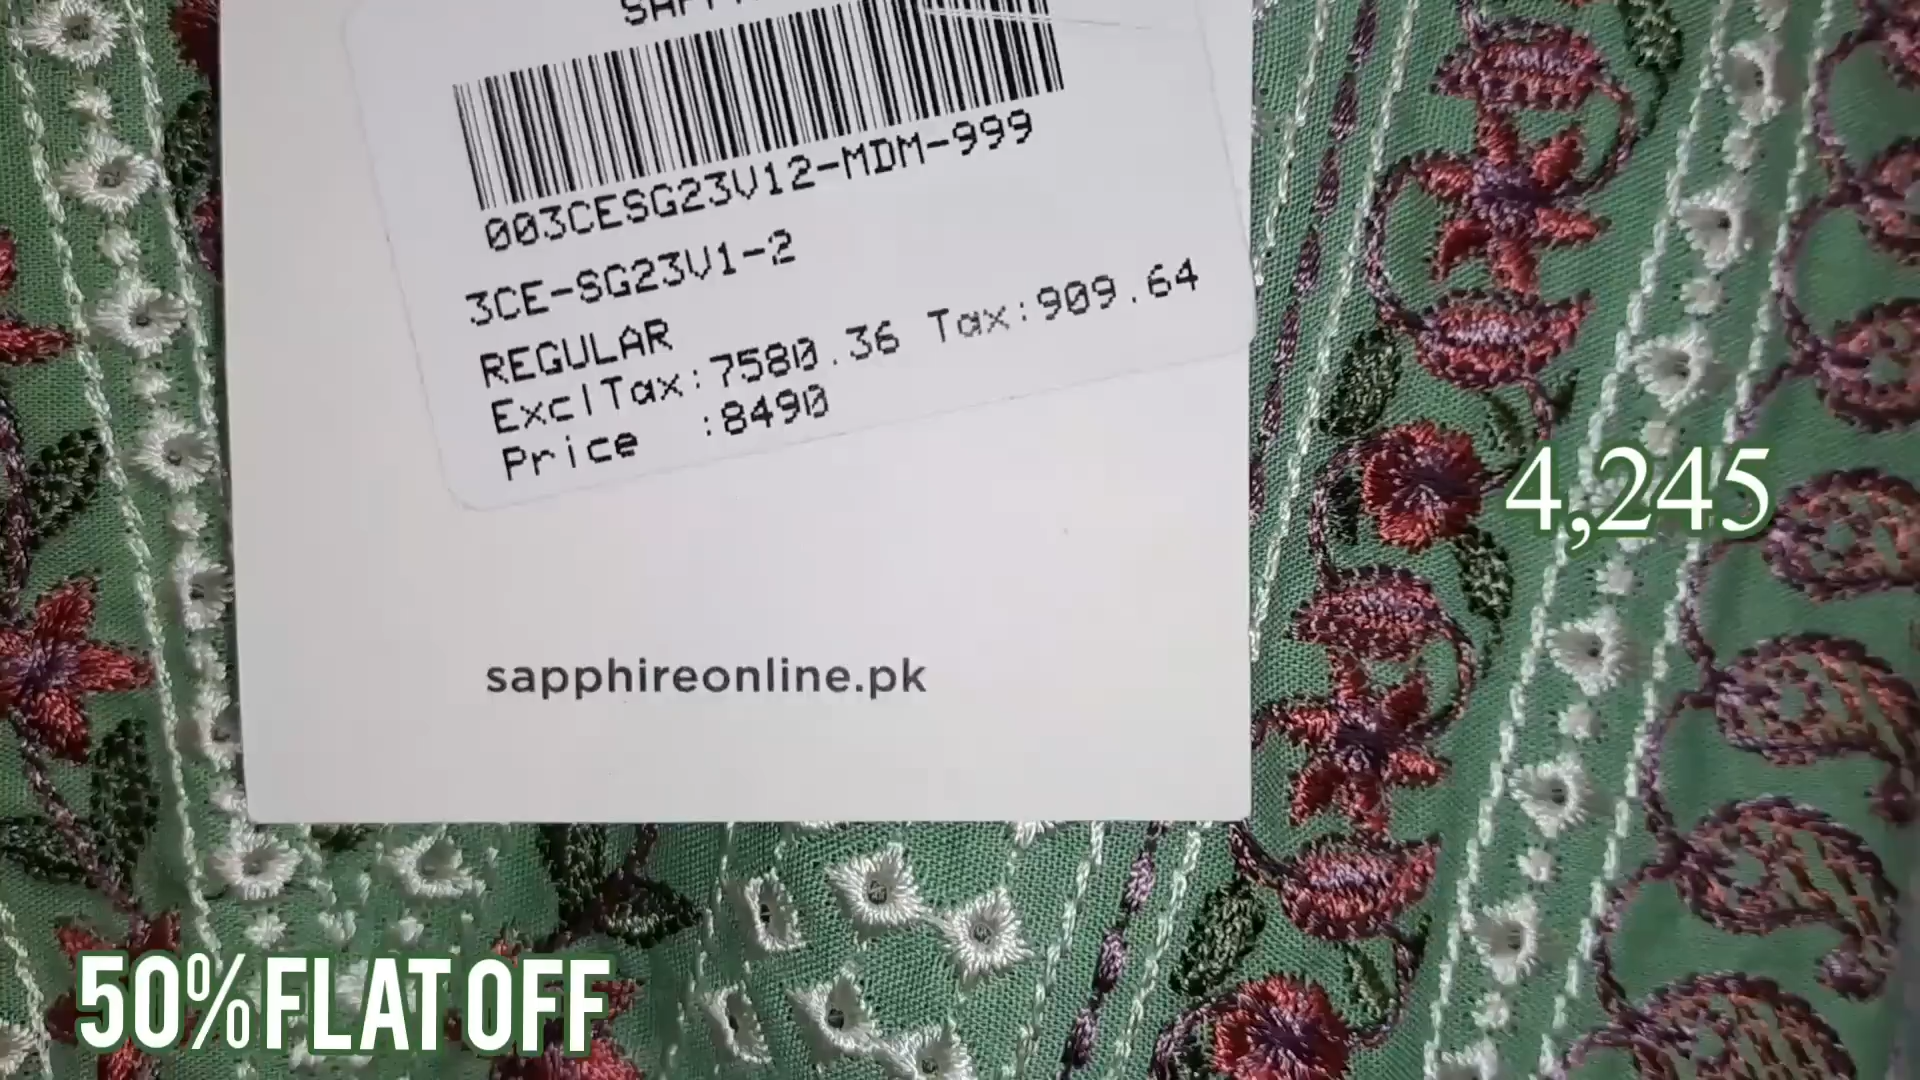 003CESG23V12-MDM-999
3CE-SG23V1-2
REGULAR
ExclTax:7580.36 Tax:909.64
Price :8490
4,245
sapphireonline.pk
50% FLAT OFF